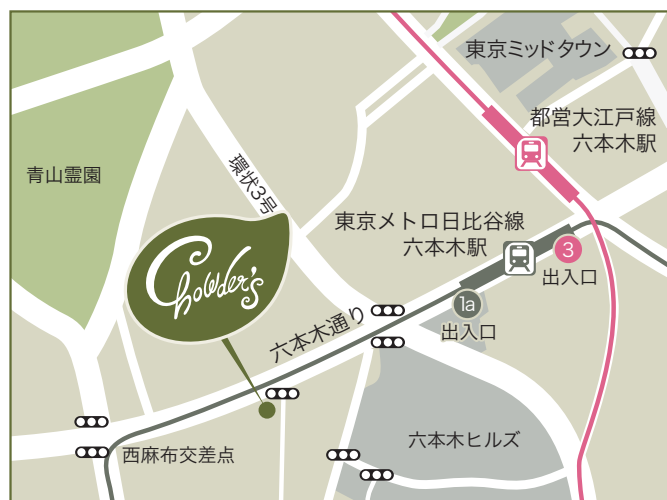 東京ミッドタウン
都営大江戸線
六本木駅
青山霊園
環状3号
東京メトロ日比谷線
六本木駅
3
出入口
Chowder's
1a
出入口
六本木通り
六本木ヒルズ
西麻布交差点